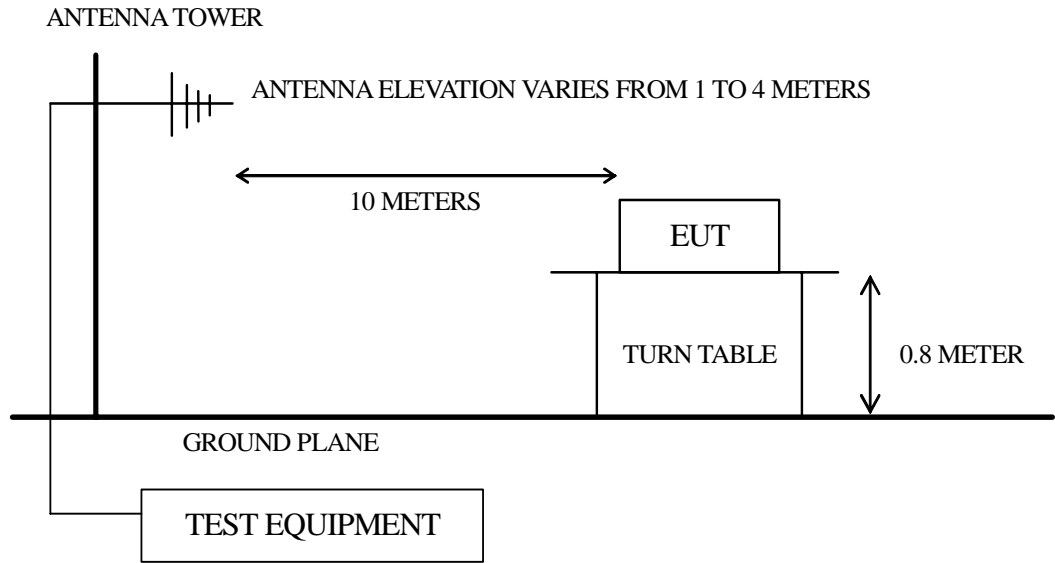 ANTENNA TOWER
ANTENNA ELEVATION VARIES FROM 1 TO 4 METERS
10 METERS
EUT
TURN TABLE
0.8 METER
GROUND PLANE
TEST EQUIPMENT